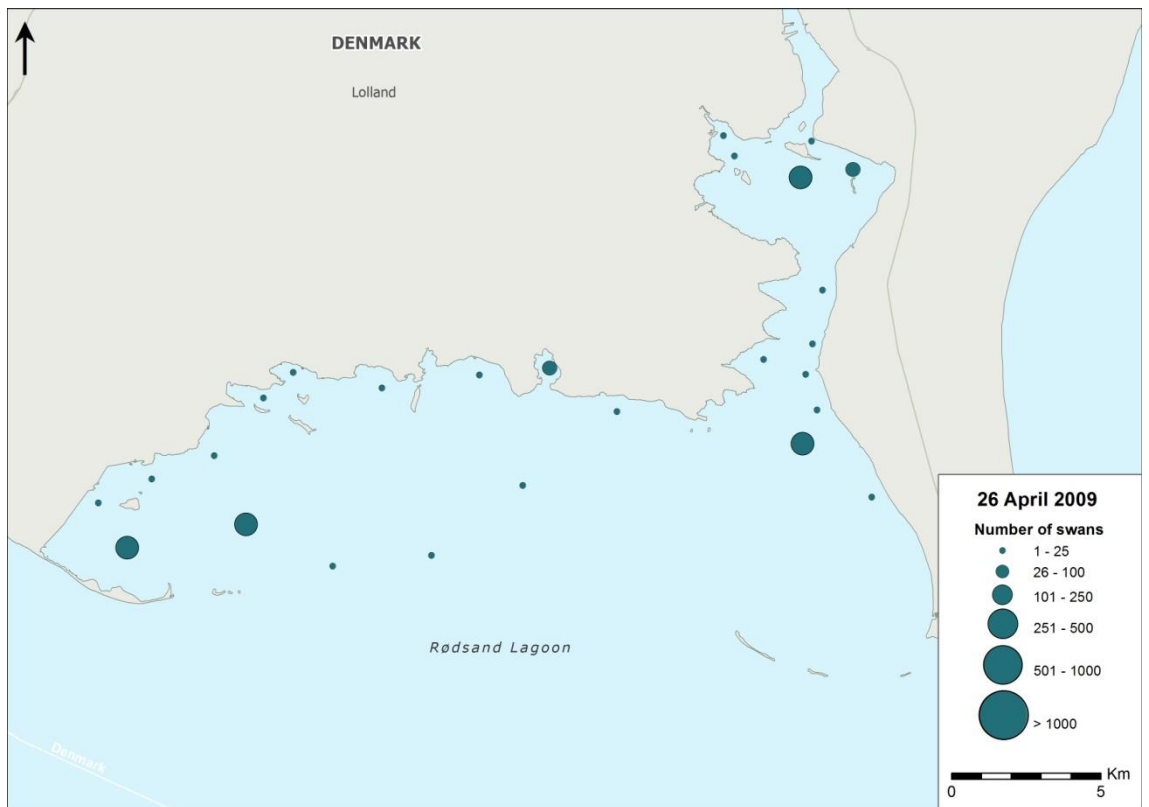 DENMARK
Lolland
Rødsand Lagoon
Denmark
26 April 2009
Number of swans
1 - 25
26 - 100
101 - 250
251 - 500
501 - 1000
> 1000
Km
0 5